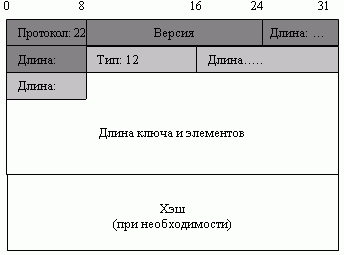 0 8 16 24 31
Протокол: 22 Версия Длина: ...
Длина: Тип: 12 Длина.....
Длина:
Длина ключа и элементов
Хэш
(при необходимости)